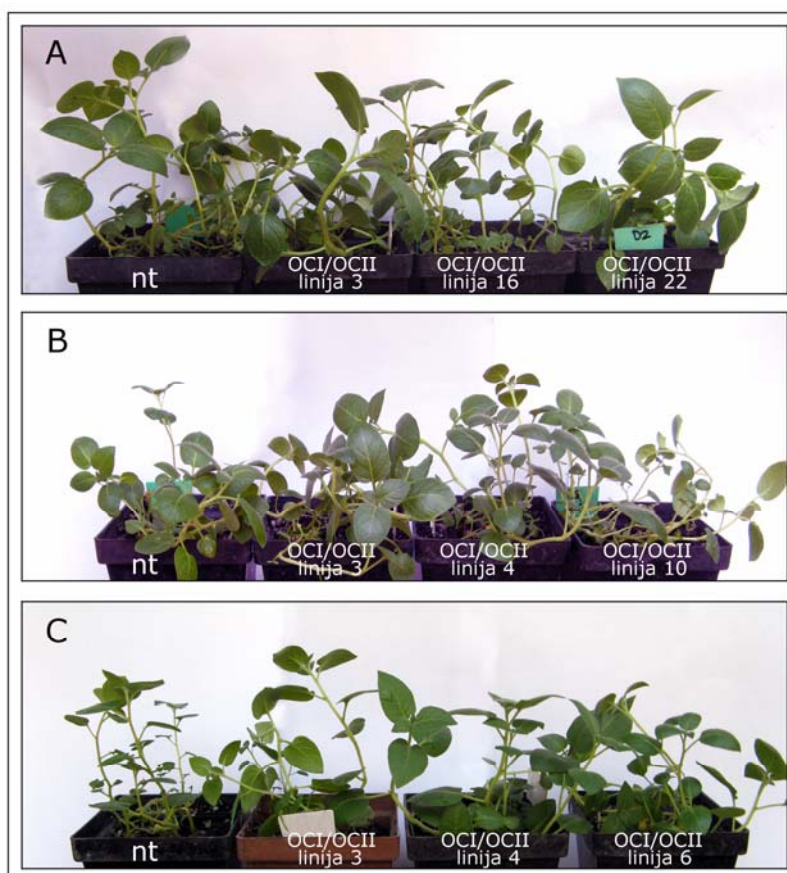 A
nt
OCI/OCII
linija 3
OCI/OCII
linija 16
D2
OCI/OCII
linija 22
B
nt
OCI/OCII
linija 3
OCI/OCII
linija 4
OCI/OCII
linija 10
C
nt
OCI/OCII
linija 3
OCI/OCII
linija 4
OCI/OCII
linija 6